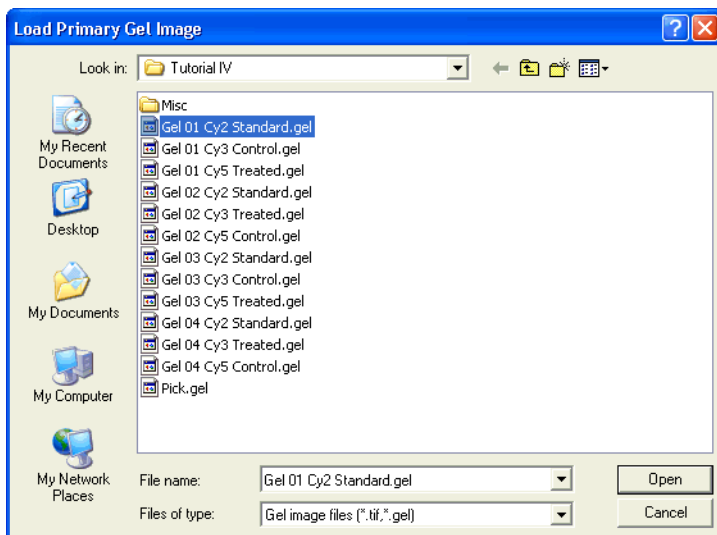 Load Primary Gel Image
Look in:
Tutorial IV
My Recent
Documents
Desktop
My Documents
My Computer
My Network
Places
Misc
Gel 01 Cy2 Standard.gel
Gel 01 Cy3 Control.gel
Gel 01 Cy5 Treated.gel
Gel 02 Cy2 Standard.gel
Gel 02 Cy3 Treated.gel
Gel 02 Cy5 Control.gel
Gel 03 Cy2 Standard.gel
Gel 03 Cy3 Control.gel
Gel 03 Cy5 Treated.gel
Gel 04 Cy2 Standard.gel
Gel 04 Cy3 Treated.gel
Gel 04 Cy5 Control.gel
Pick.gel
File name:
Gel 01 Cy2 Standard.gel
Open
Files of type:
Gel image files (*.tif,*.gel)
Cancel